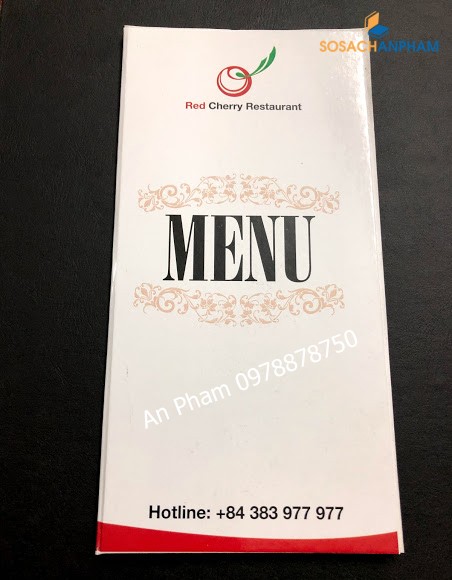 SOSACHANPHAM
Red Cherry Restaurant
MENU
An Pham 0978878750
Hotline: +84 383 977 977